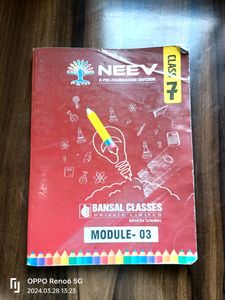 NEEV
A PRE-FOUNDATION DIVISION
CLASS 7
BANSAL CLASSES
PRIVATE LIMITED
Ideal for Scholars
MODULE- 03
OPPO Reno6 5G
2024.03.28 13:23